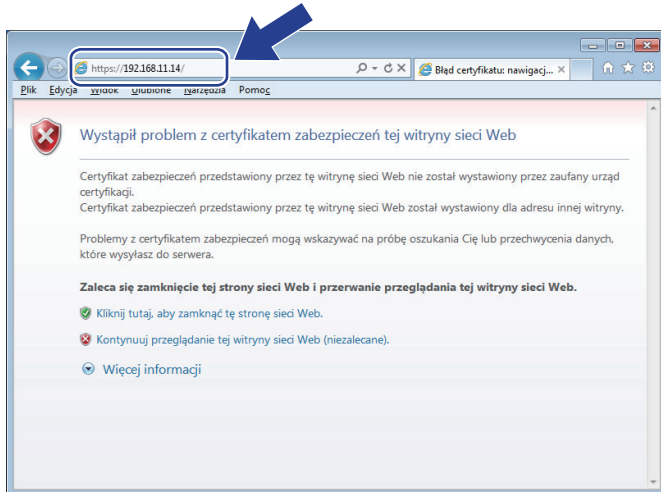 https://192.168.11.14/
Błąd certyfikatu: nawigacj...
Plik Edycja Widok Ulubione Narzędzia Pomoc
Wystąpił problem z certyfikatem zabezpieczeń tej witryny sieci Web
Certyfikat zabezpieczeń przedstawiony przez tę witrynę sieci Web nie został wystawiony przez zaufany urząd
certyfikacji.
Certyfikat zabezpieczeń przedstawiony przez tę witrynę sieci Web został wystawiony dla adresu innej witryny.
Problemy z certyfikatem zabezpieczeń mogą wskazywać na próbę oszukania Cię lub przechwycenia danych,
które wysyłasz do serwera.
Zaleca się zamknięcie tej strony sieci Web i przerwanie przeglądania tej witryny sieci Web.
Kliknij tutaj, aby zamknąć tę stronę sieci Web.
Kontynuuj przeglądanie tej witryny sieci Web (niezalecane).
Więcej informacji